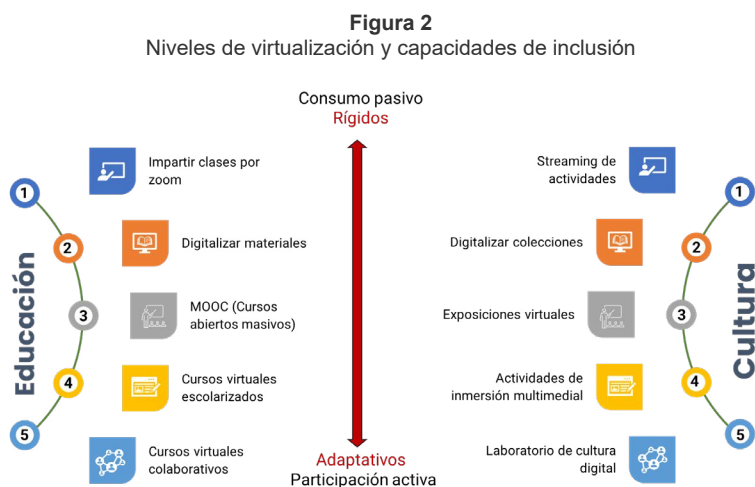 Figura 2
Niveles de virtualización y capacidades de inclusión
Consumo pasivo
Rígidos
Educación
1
Impartir clases por
zoom
2
Digitalizar materiales
3
MOOC (Cursos
abiertos masivos)
4
Cursos virtuales
escolarizados
5
Cursos virtuales
colaborativos
Streaming de
actividades
1
Digitalizar colecciones
2
Exposiciones virtuales
3
Actividades de
inmersión multimedial
4
Laboratorio de cultura
digital
5
Cultura
Adaptativos
Participación activa